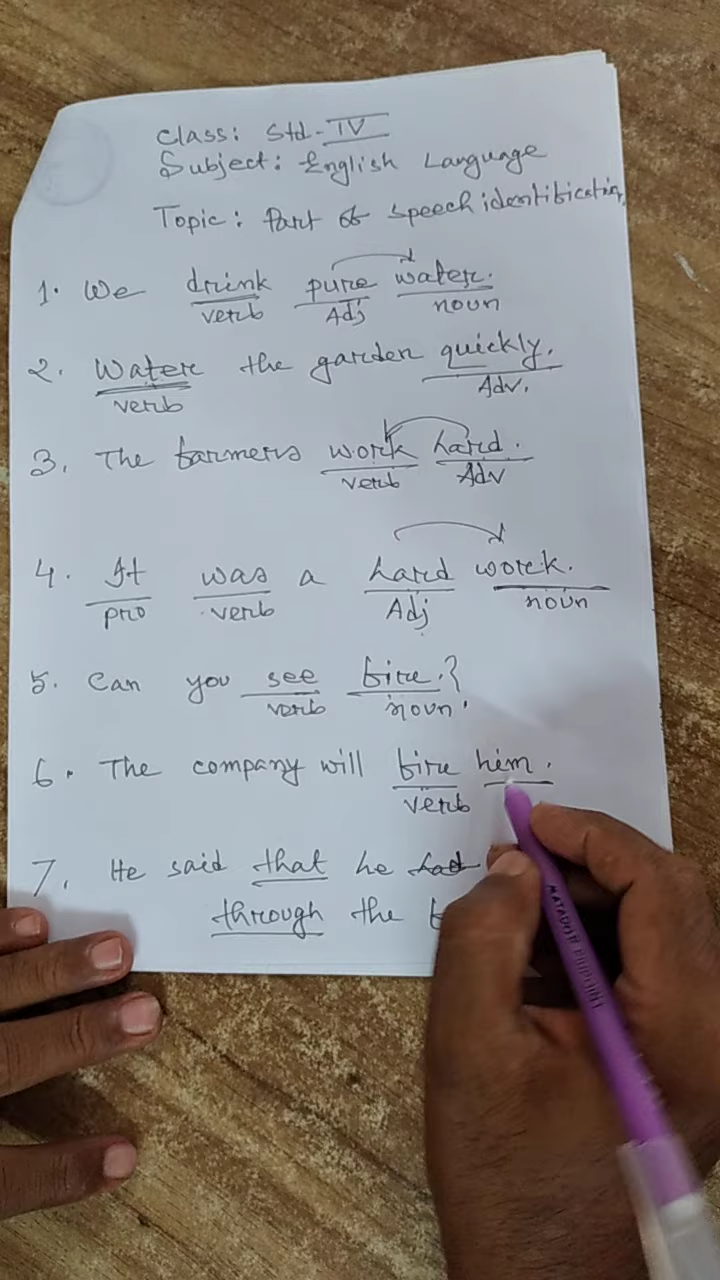 Class: Std-IV
Subject: English Language
Topic: Part of speech identification
1. We drink pure water.
verb Adj noun
2. Water the garden quickly.
verb Adv.
3. The farmers work hard.
verb Adv
4. It was a hard work.
pro verb Adj noun
5. Can you see fire?
verb noun
6. The company will fire him.
verb
7. He said that he had
through the
MATADOR